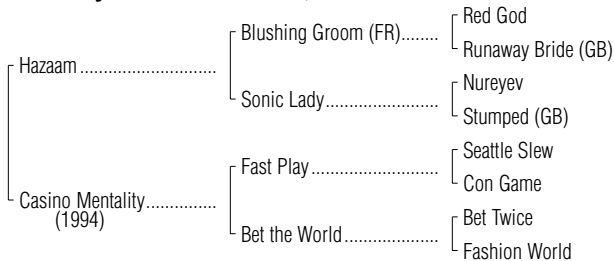 Red God
Blushing Groom (FR)........
Runaway Bride (GB)
Hazaam............................
Nureyev
Sonic Lady.......................
Stumped (GB)
Seattle Slew
Fast Play..........................
Con Game
Casino Mentality...............
(1994)
Bet Twice
Bet the World...................
Fashion World